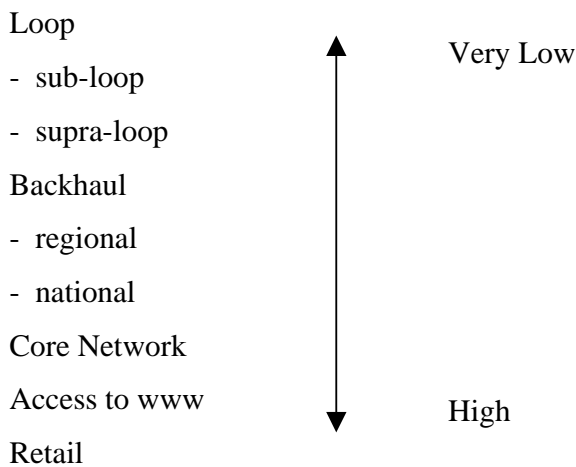 Loop
- sub-loop
- supra-loop
Backhaul
- regional
- national
Core Network
Access to www
Retail
Very Low
High